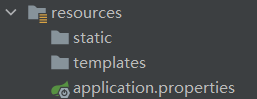 resources
static
templates
application.properties